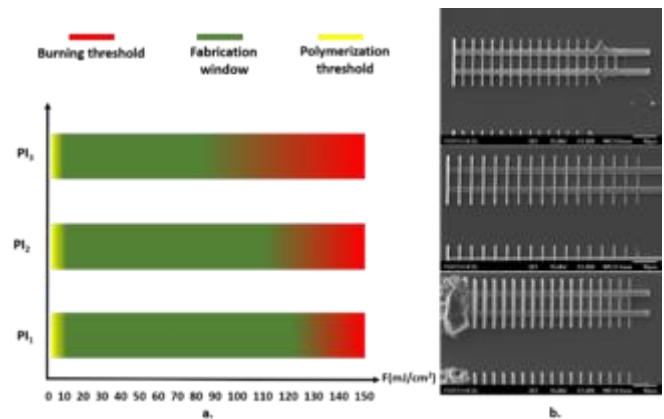 Burning threshold
Fabrication window
Polymerization threshold
PI3
PI2
PI1
F(mJ/cm²)
0 10 20 30 40 50 60 70 80 90 100 110 120 130 140 150
a.
b.